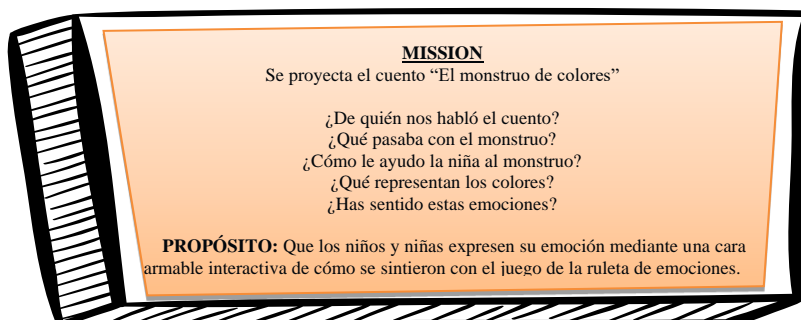 MISSION
Se proyecta el cuento “El monstruo de colores”
¿De quién nos habló el cuento?
¿Qué pasaba con el monstruo?
¿Cómo le ayudo la niña al monstruo?
¿Qué representan los colores?
¿Has sentido estas emociones?
PROPÓSITO: Que los niños y niñas expresen su emoción mediante una cara
armable interactiva de cómo se sintieron con el juego de la ruleta de emociones.